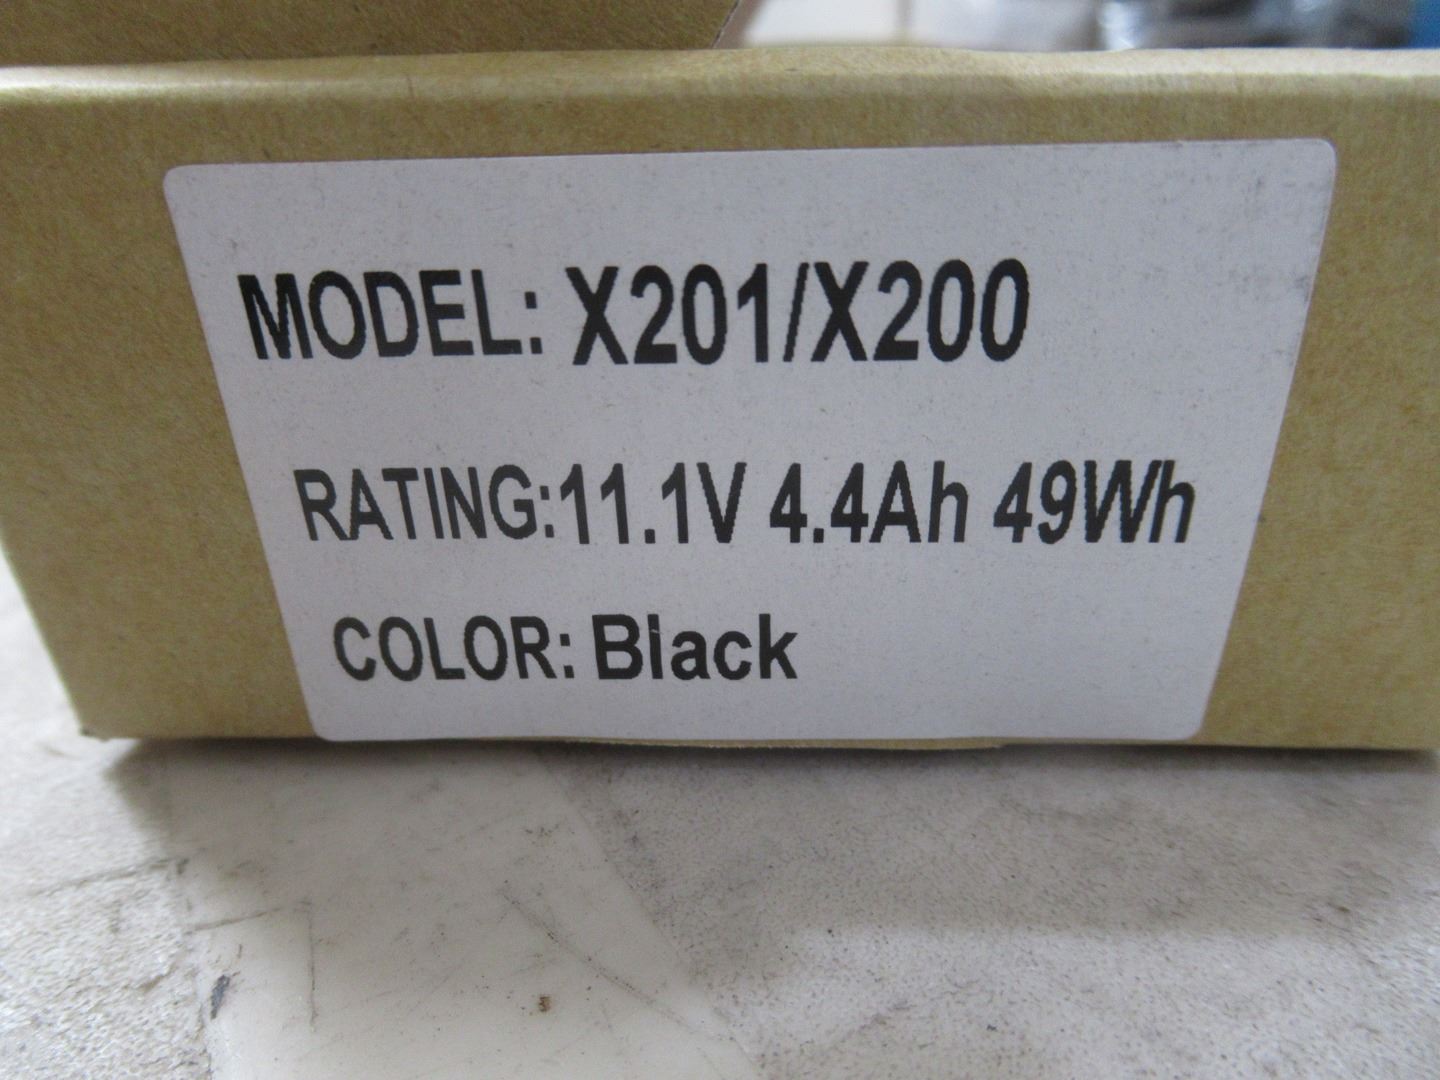 MODEL: X201/X200
RATING:11.1V 4.4Ah 49Wh
COLOR: Black